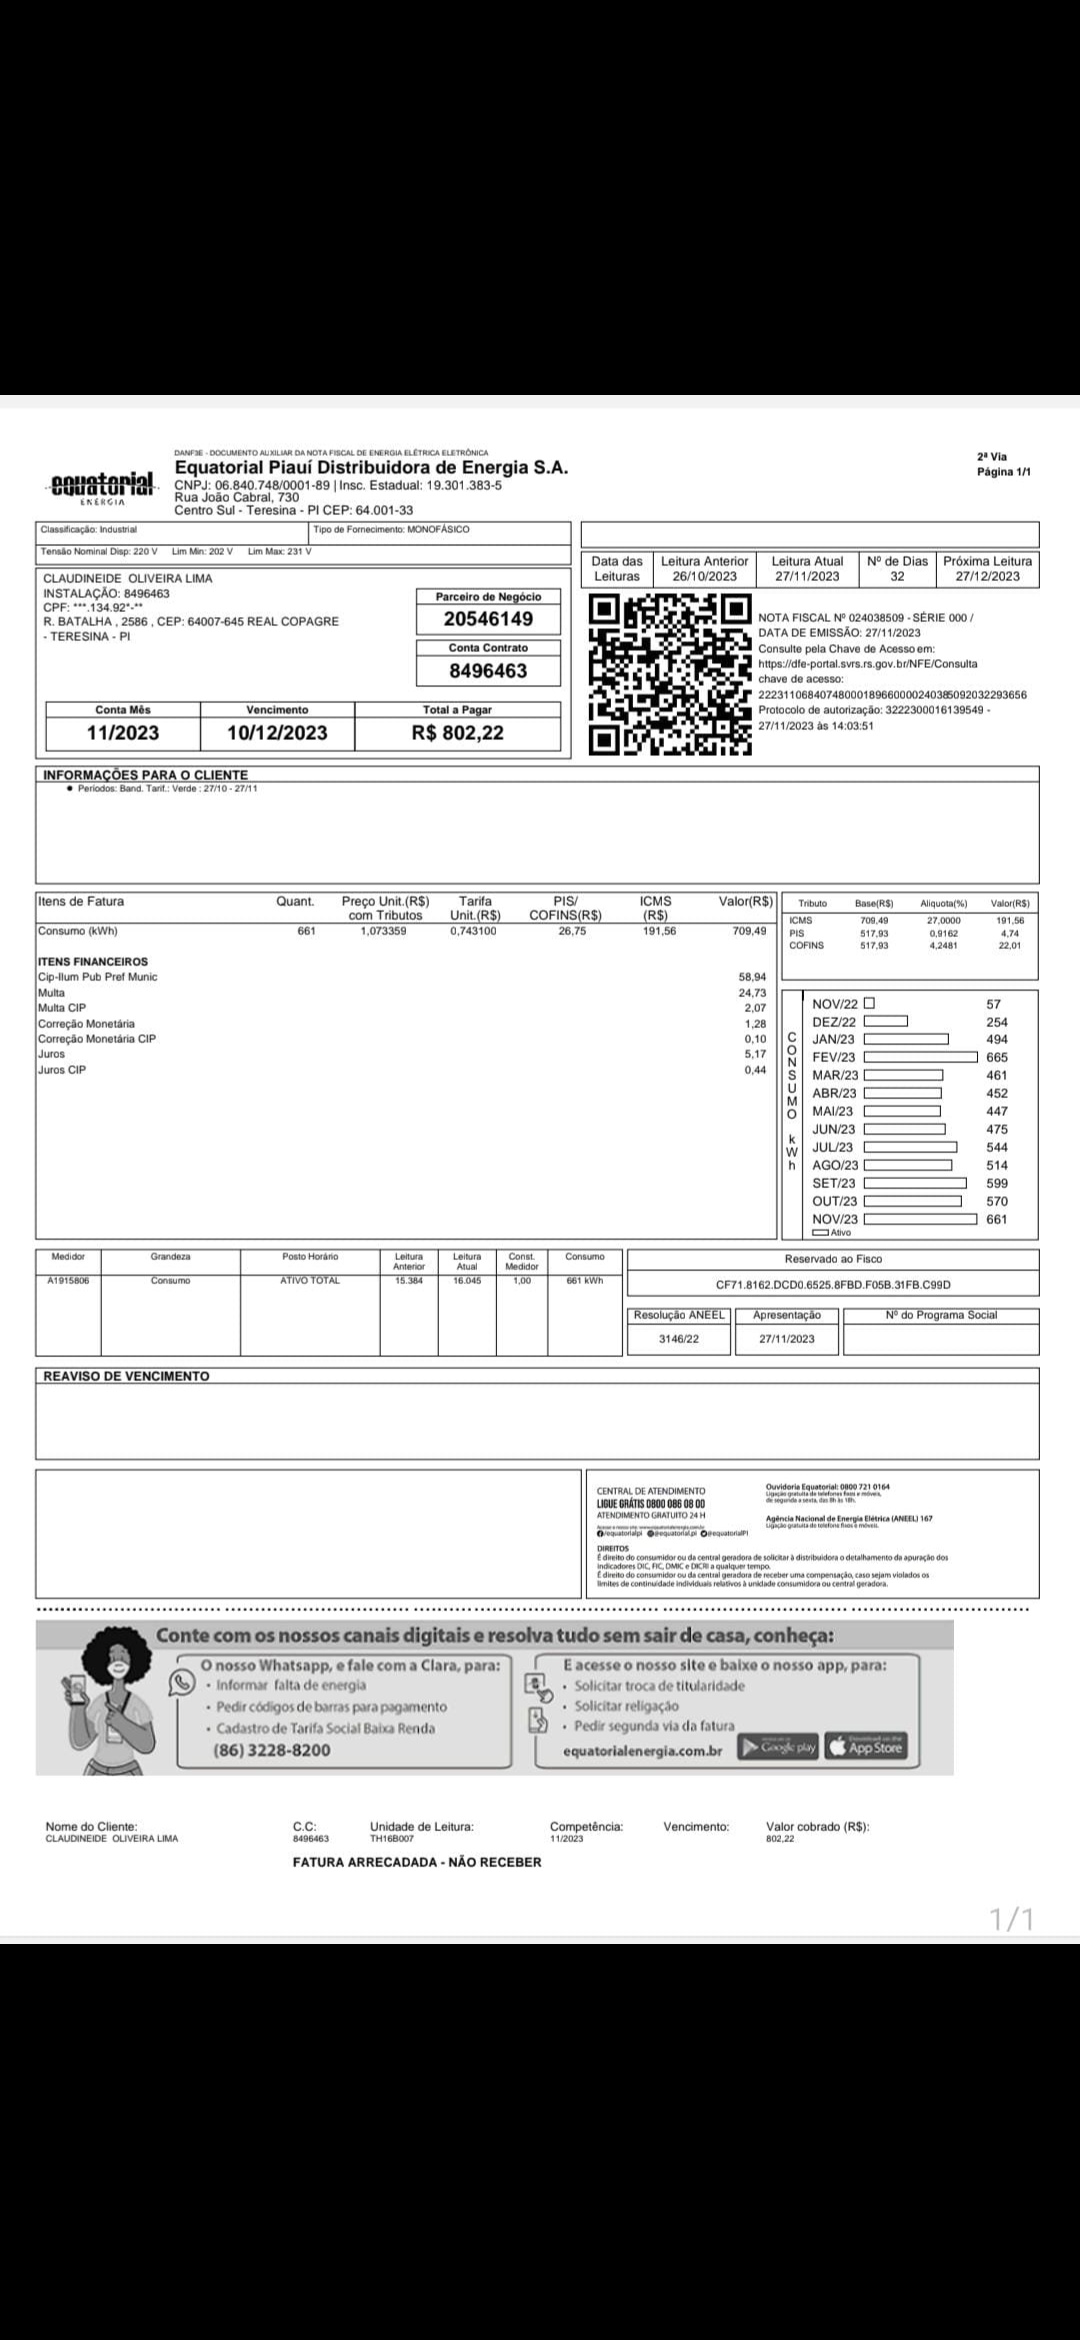 DANF3E - DOCUMENTO AUXILIAR DA NOTA FISCAL DE ENERGIA ELÉTRICA ELETRÔNICA
equatorial
ENERGIA
Equatorial Piauí Distribuidora de Energia S.A.
CNPJ: 06.840.748/0001-89 | Insc. Estadual: 19.301.383-5
Rua João Cabral, 730
Centro Sul - Teresina - PI CEP: 64.001-33
2ª Via
Página 1/1
Classificação: Industrial
Tipo de Fornecimento: MONOFÁSICO
Tensão Nominal Disp: 220 V Lim Min: 202 V Lim Max: 231 V
Data das Leituras
Leitura Anterior 26/10/2023
Leitura Atual 27/11/2023
Nº de Dias 32
Próxima Leitura 27/12/2023
CLAUDINEIDE OLIVEIRA LIMA
INSTALAÇÃO: 8496463
CPF: ***.134.92*-**
R. BATALHA , 2586 , CEP: 64007-645 REAL COPAGRE
- TERESINA - PI
Parceiro de Negócio
20546149
Conta Contrato
8496463
Conta Mês Vencimento Total a Pagar
11/2023 10/12/2023 R$ 802,22
NOTA FISCAL Nº 024038509 - SÉRIE 000 /
DATA DE EMISSÃO: 27/11/2023
Consulte pela Chave de Acesso em:
https://dfe-portal.svrs.rs.gov.br/NFE/Consulta
chave de acesso:
22231106840748000189660000240385092032293656
Protocolo de autorização: 3222300016139549 -
27/11/2023 às 14:03:51
INFORMAÇÕES PARA O CLIENTE
• Períodos: Band. Tarif.: Verde : 27/10 - 27/11
Itens de Fatura Quant. Preço Unit.(R$) com Tributos Tarifa Unit.(R$) PIS/ COFINS(R$) ICMS (R$) Valor(R$)
Consumo (kWh) 661 1,073359 0,743100 26,75 191,56 709,49
ITENS FINANCEIROS
Cip-Ilum Pub Pref Munic 58,94
Multa 24,73
Multa CIP 2,07
Correção Monetária 1,28
Correção Monetária CIP 0,10
Juros 5,17
Juros CIP 0,44
Tributo Base(R$) Aliquota(%) Valor(R$)
ICMS 709,49 27,0000 191,56
PIS 517,93 0,9162 4,74
COFINS 517,93 4,2481 22,01
CONSUMO kWh
NOV/22 57
DEZ/22 254
JAN/23 494
FEV/23 665
MAR/23 461
ABR/23 452
MAI/23 447
JUN/23 475
JUL/23 544
AGO/23 514
SET/23 599
OUT/23 570
NOV/23 661
Ativo
Medidor Grandeza Posto Horário Leitura Anterior Leitura Atual Const. Medidor Consumo
A1915806 Consumo ATIVO TOTAL 15.384 16.045 1,00 661 kWh
Reservado ao Fisco
CF71.8162.DCD0.6525.8FBD.F05B.31FB.C99D
Resolução ANEEL Apresentação Nº do Programa Social
3146/22 27/11/2023
REAVISO DE VENCIMENTO
CENTRAL DE ATENDIMENTO
LIGUE GRÁTIS 0800 086 08 00
ATENDIMENTO GRATUITO 24 H
/equatorialpi @equatorial.pi @equatorialPI
Ouvidoria Equatorial: 0800 721 0164
Ligação gratuita de telefones fixos e móveis,
de segunda a sexta, das 8h às 18h.
Agência Nacional de Energia Elétrica (ANEEL) 167
Ligação gratuita de telefone fixos e móveis.
DIREITOS
É direito do consumidor ou da central geradora de solicitar à distribuidora o detalhamento da apuração dos
indicadores DIC, FIC, DMIC e DICRI a qualquer tempo.
É direito do consumidor ou da central geradora de receber uma compensação, caso sejam violados os
limites de continuidade individuais relativos à unidade consumidora ou central geradora.
Conte com os nossos canais digitais e resolva tudo sem sair de casa, conheça:
O nosso Whatsapp, e fale com a Clara, para:
• Informar falta de energia
• Pedir códigos de barras para pagamento
• Cadastro de Tarifa Social Baixa Renda
(86) 3228-8200
E acesse o nosso site e baixe o nosso app, para:
• Solicitar troca de titularidade
• Solicitar religação
• Pedir segunda via da fatura
equatorialenergia.com.br
Google play
App Store
Nome do Cliente: C.C: Unidade de Leitura: Competência: Vencimento: Valor cobrado (R$):
CLAUDINEIDE OLIVEIRA LIMA 8496463 TH16B007 11/2023 802,22
FATURA ARRECADADA - NÃO RECEBER
1/1